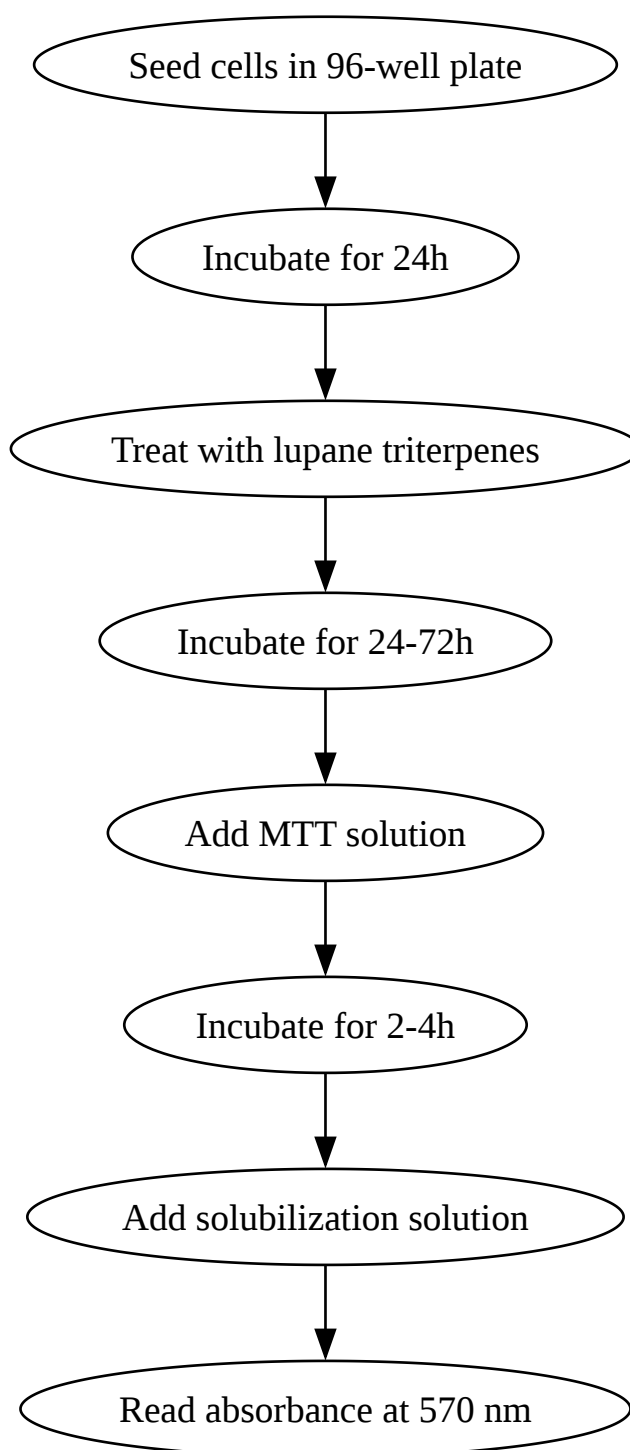 Seed cells in 96-well plate
Incubate for 24h
Treat with lupane triterpenes
Incubate for 24-72h
Add MTT solution
Incubate for 2-4h
Add solubilization solution
Read absorbance at 570 nm